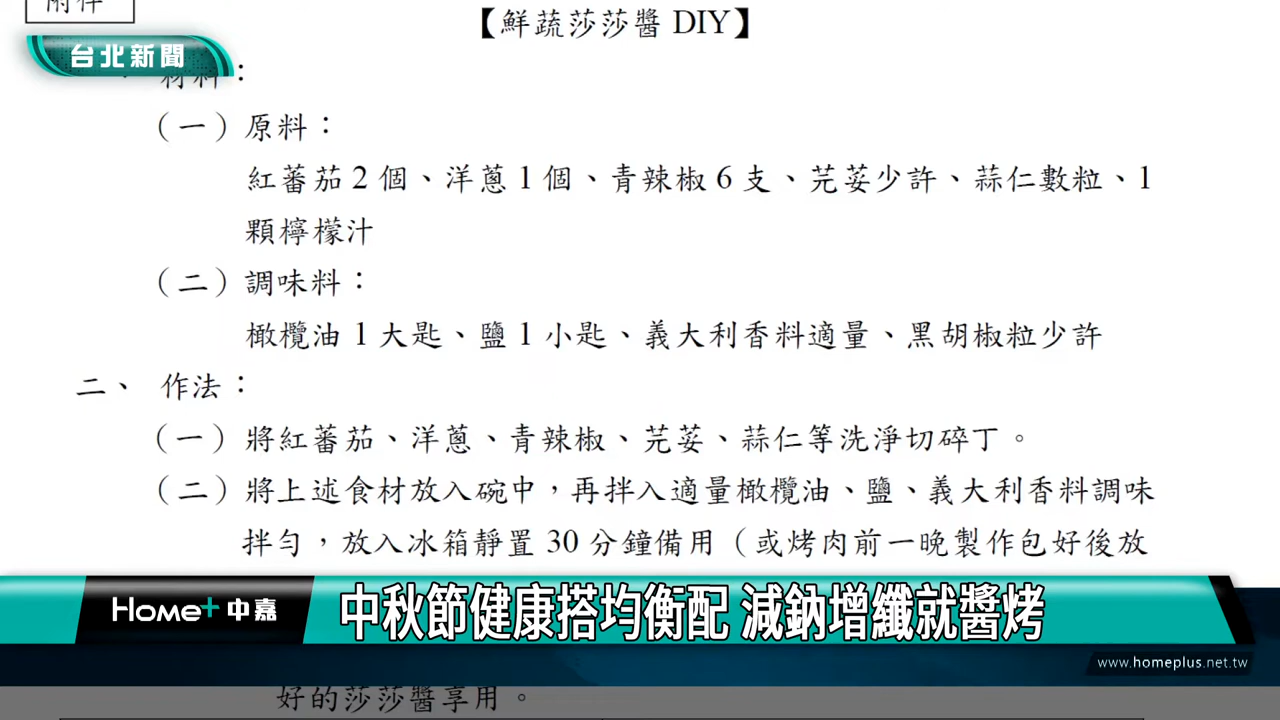 附件
【鮮蔬莎莎醬 DIY】
台北新聞
材料：
（一）原料：
紅蕃茄 2 個、洋蔥 1 個、青辣椒 6 支、芫荽少許、蒜仁數粒、1
顆檸檬汁
（二）調味料：
橄欖油 1 大匙、鹽 1 小匙、義大利香料適量、黑胡椒粒少許
二、 作法：
（一）將紅蕃茄、洋蔥、青辣椒、芫荽、蒜仁等洗淨切碎丁。
（二）將上述食材放入碗中，再拌入適量橄欖油、鹽、義大利香料調味
拌勻，放入冰箱靜置 30 分鐘備用（或烤肉前一晚製作包好後放
Home+ 中嘉
中秋節健康搭均衡配 減鈉增纖就醬烤
www.homeplus.net.tw
好的莎莎醬享用。